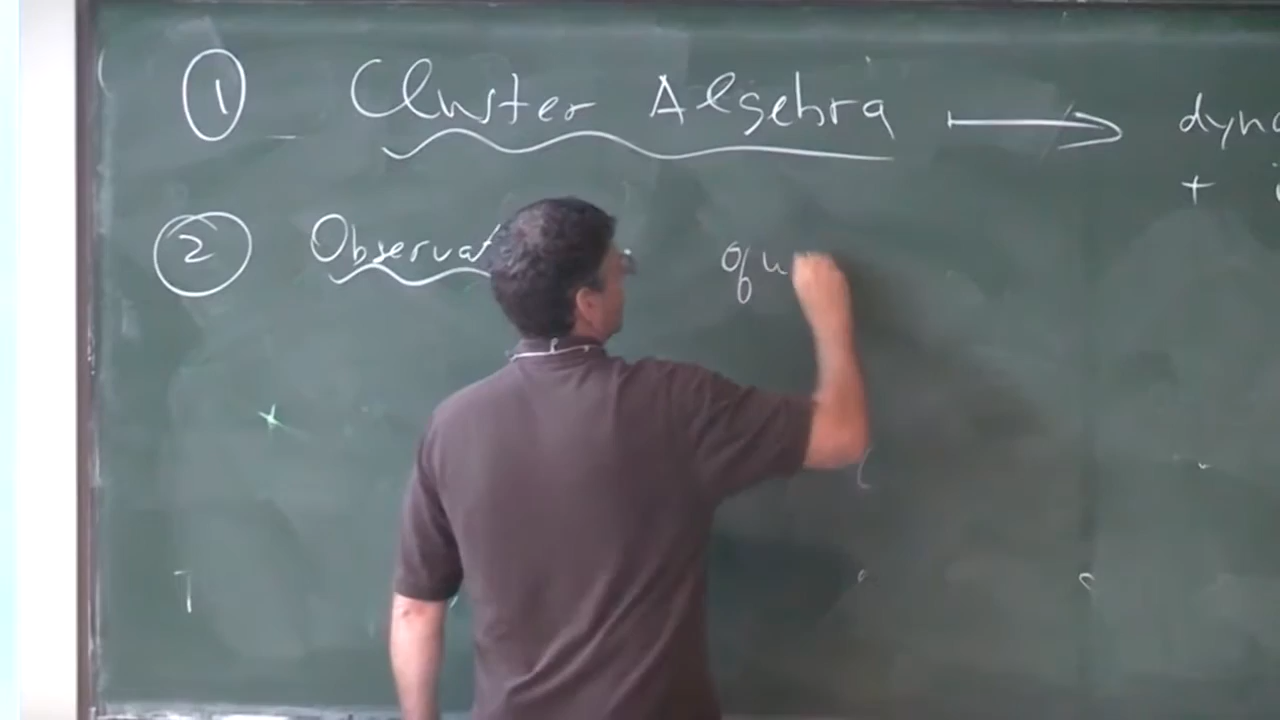 ① Cluster Algebra ⟼ dyna
+ i
② Observat qu